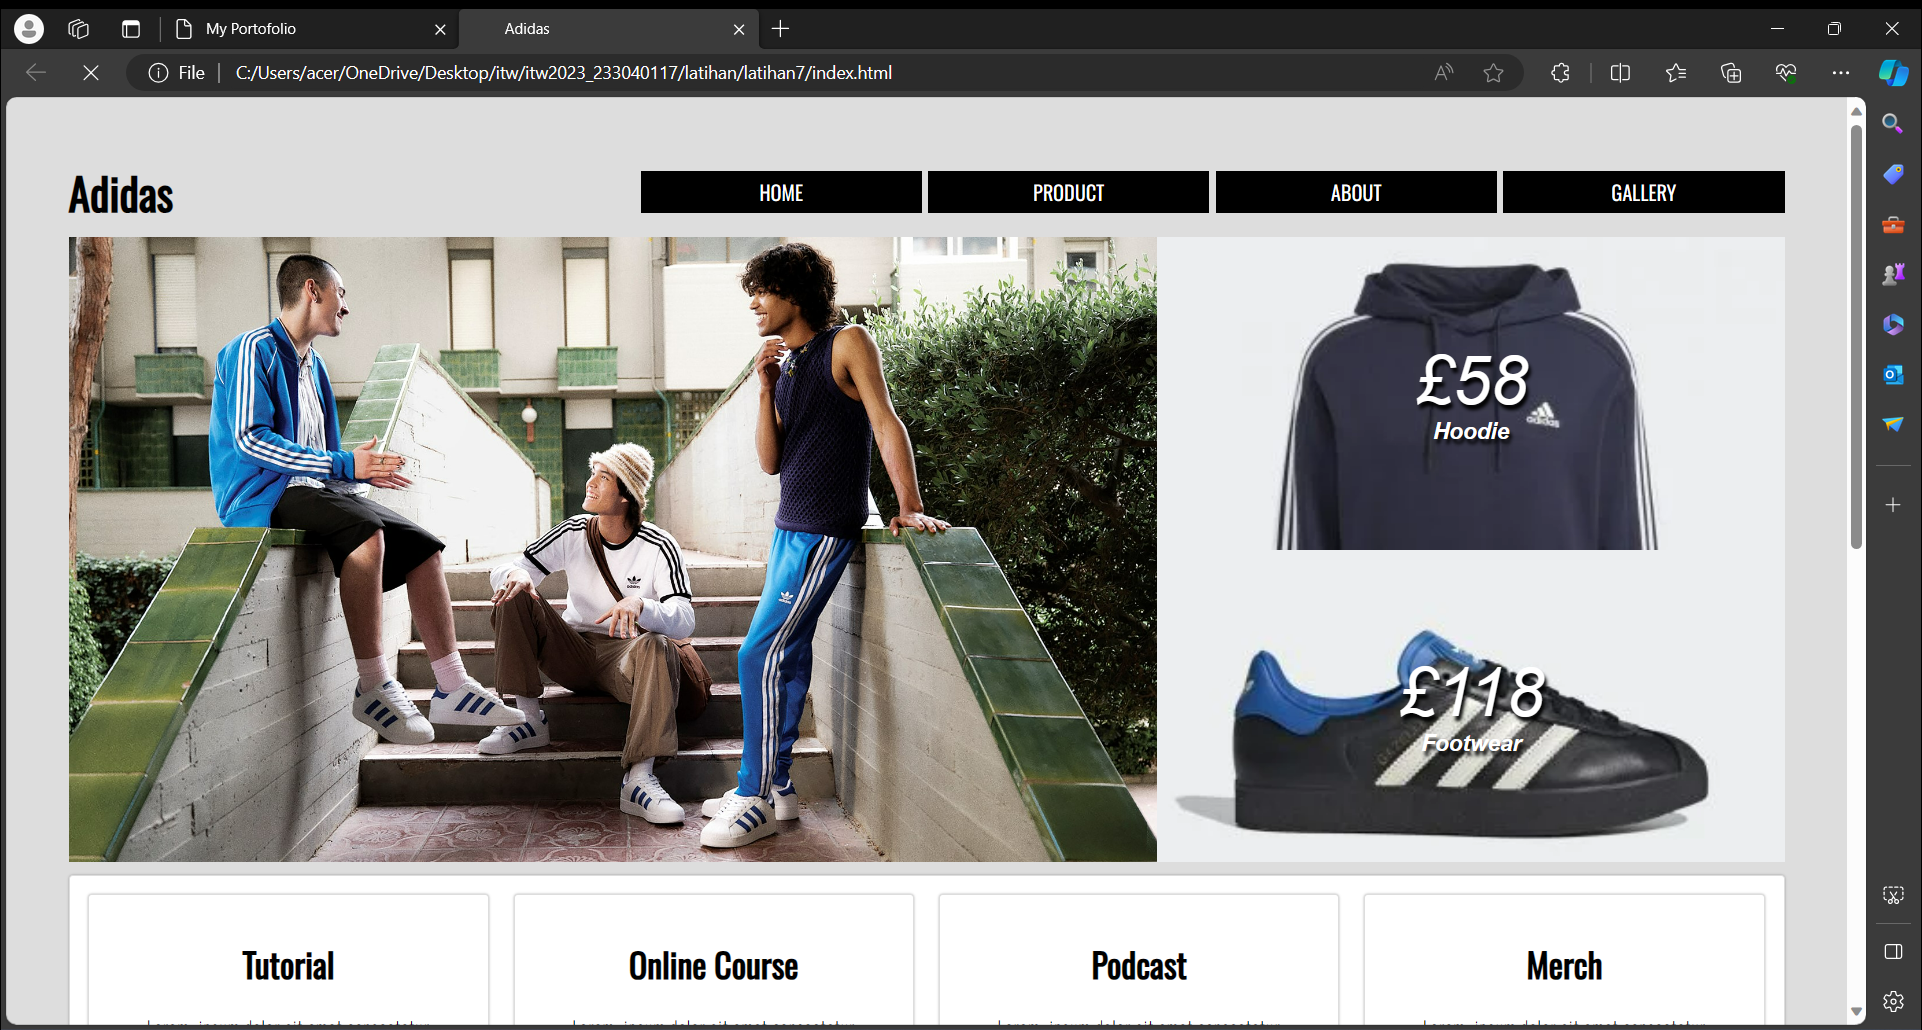 My Portofolio
Adidas
File
C:/Users/acer/OneDrive/Desktop/itw/itw2023_233040117/latihan/latihan7/index.html
Adidas
HOME
PRODUCT
ABOUT
GALLERY
£58
adidas
Hoodie
£118
Footwear
Tutorial
Online Course
Podcast
Merch